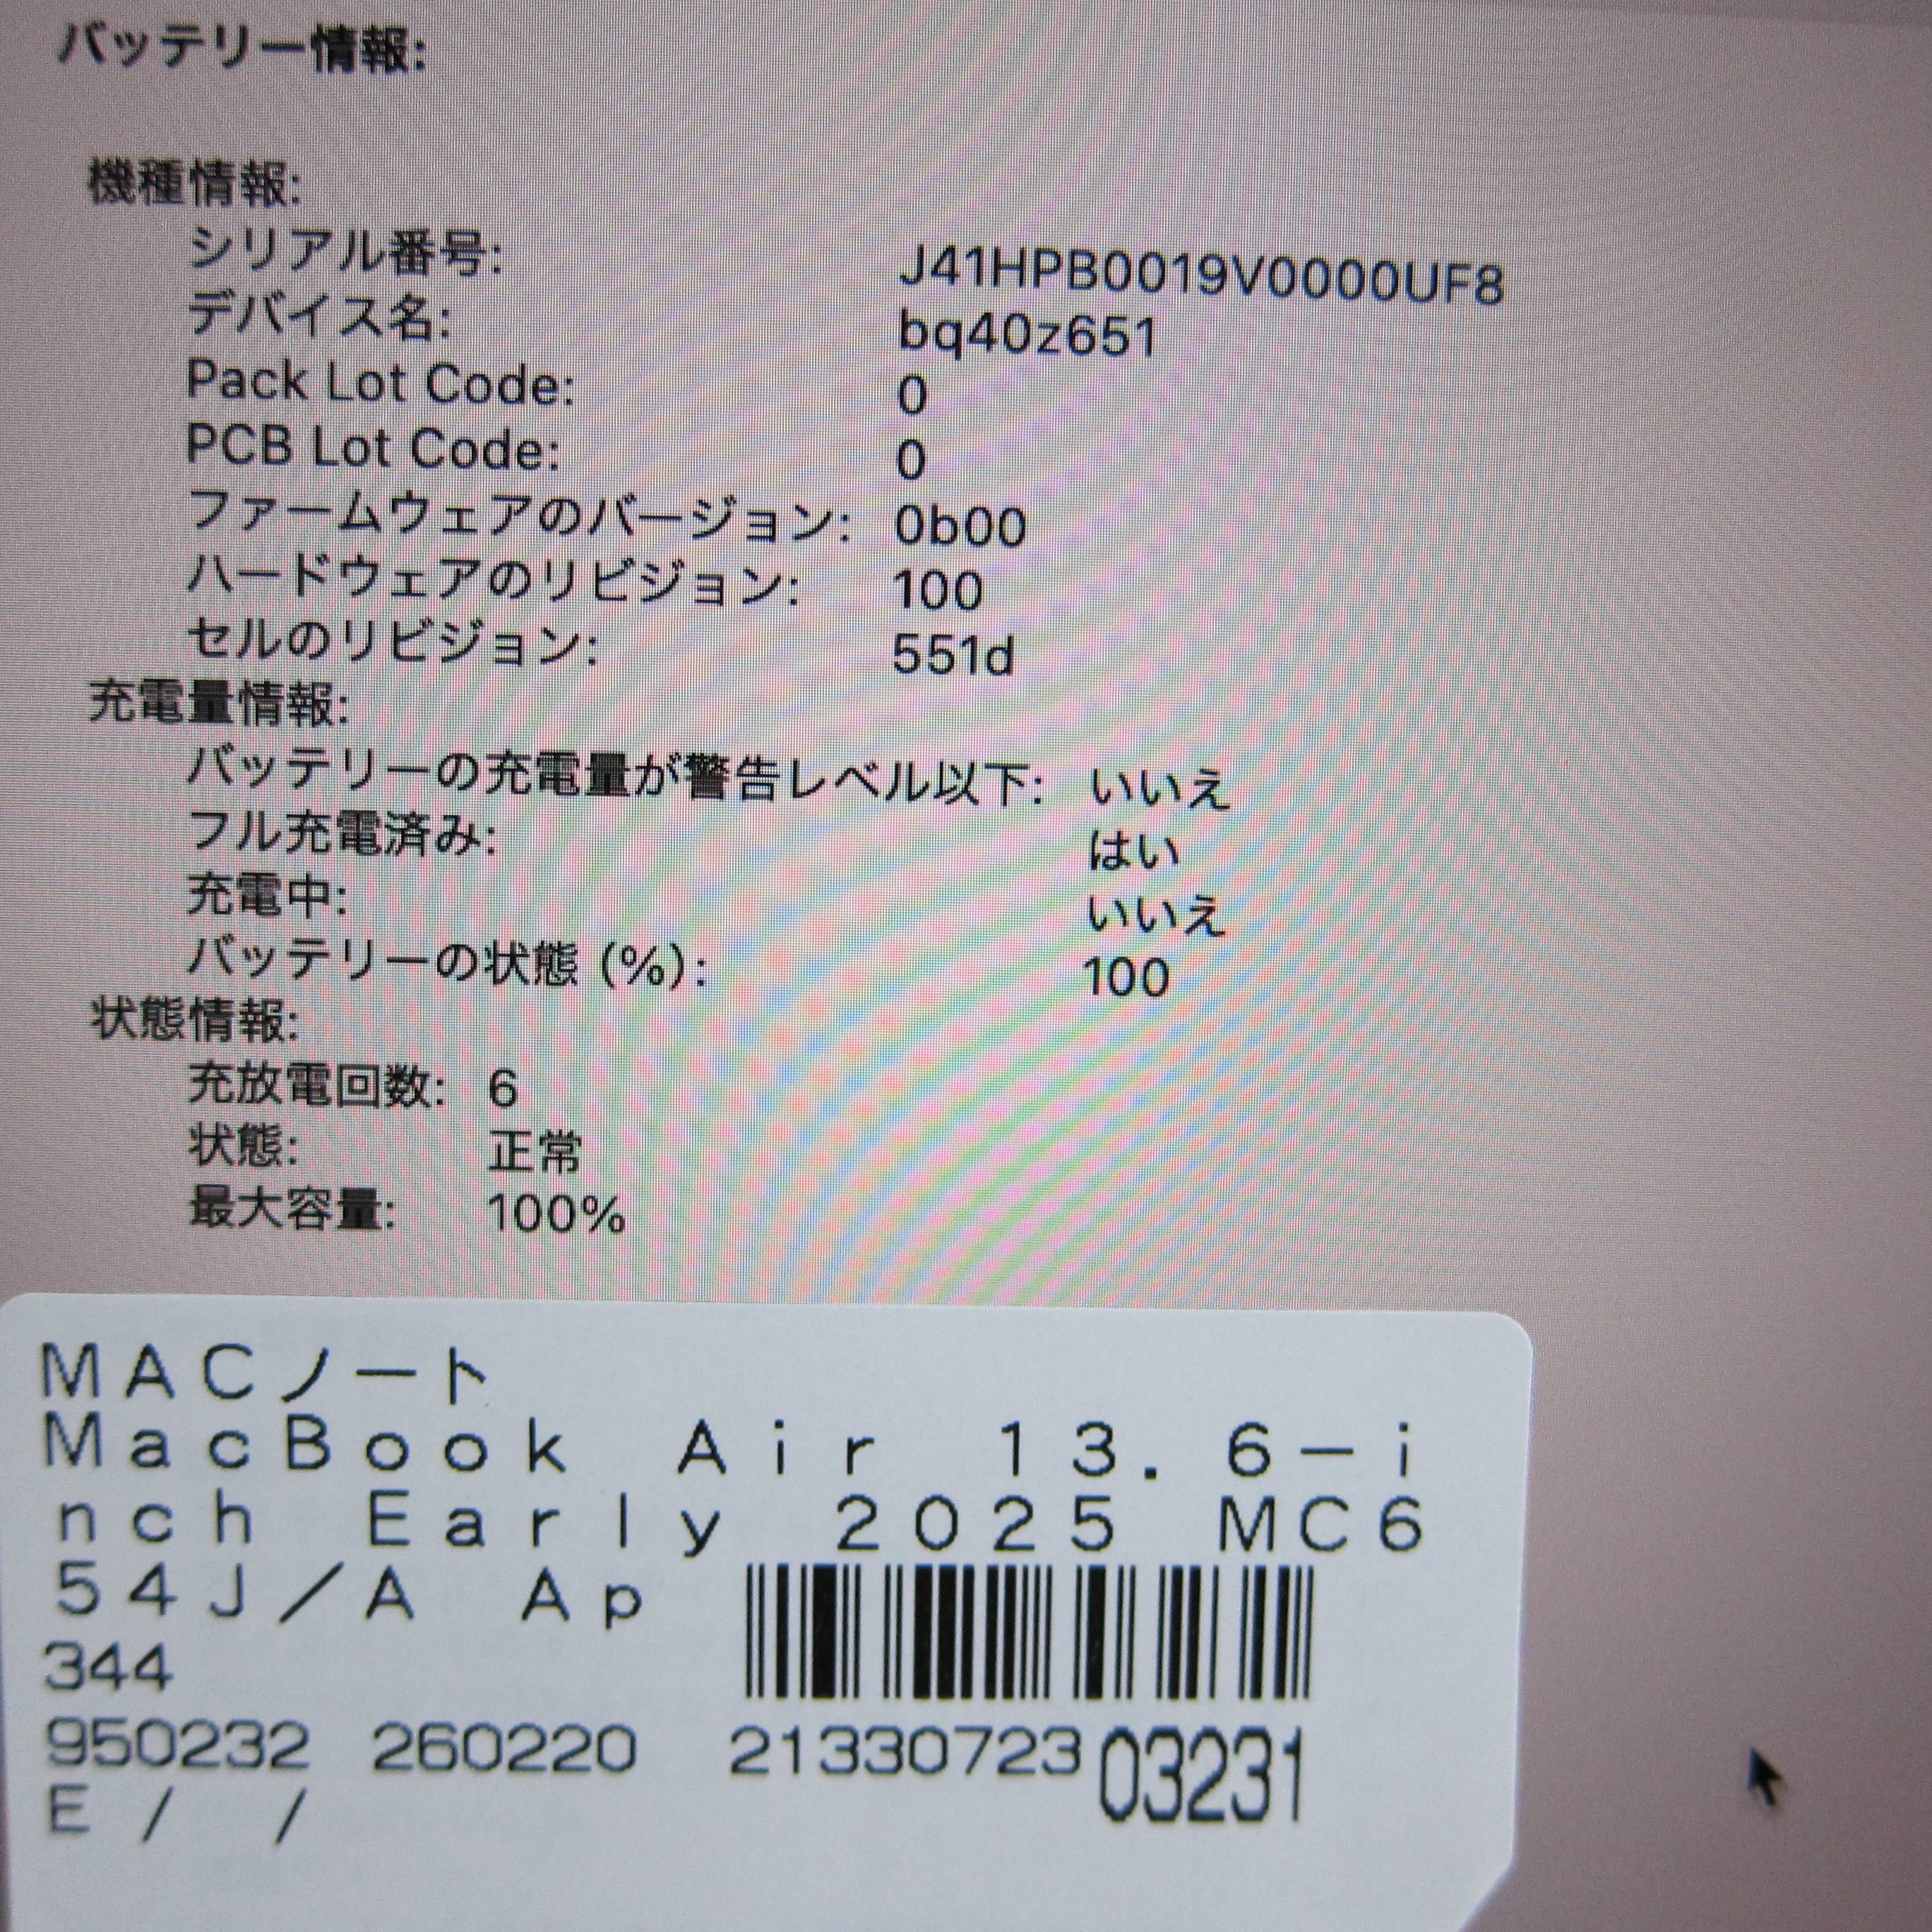 バッテリー情報:
機種情報:
シリアル番号: J41HPB0019V0000UF8
デバイス名: bq40z651
Pack Lot Code: 0
PCB Lot Code: 0
ファームウェアのバージョン: 0b00
ハードウェアのリビジョン: 100
セルのリビジョン: 551d
充電量情報:
バッテリーの充電量が警告レベル以下: いいえ
フル充電済み: はい
充電中: いいえ
バッテリーの状態 (%): 100
状態情報:
充放電回数: 6
状態: 正常
最大容量: 100%
MACノート
MacBook Air 13.6-i
nch Early 2025 MC6
54J/A Ap
344
950232 260220 21330723 03231
E / /